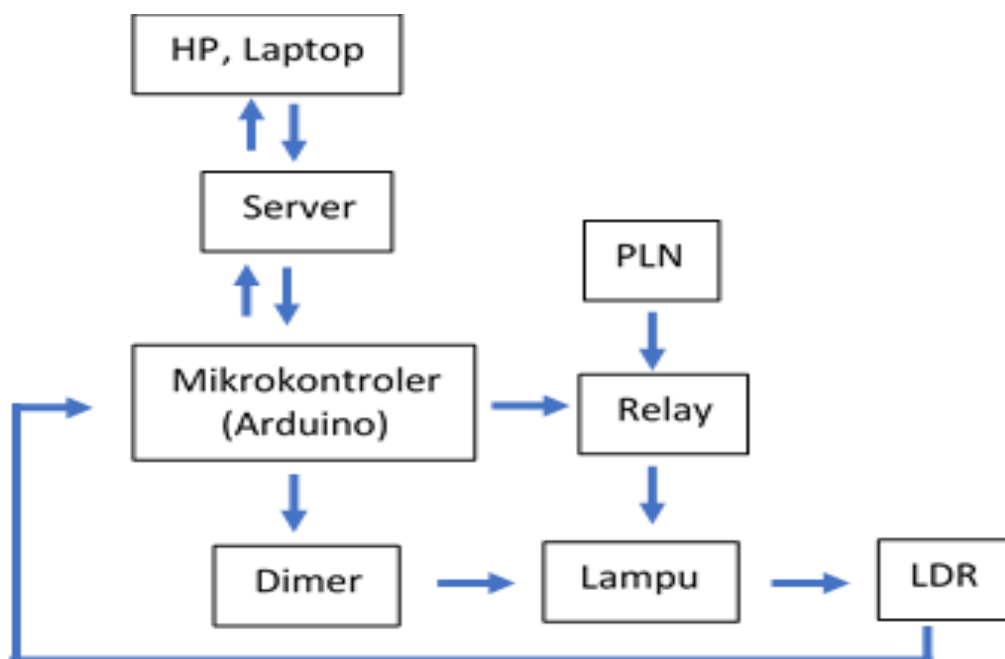 HP, Laptop
Server
PLN
Mikrokontroler
(Arduino)
Relay
Dimer
Lampu
LDR